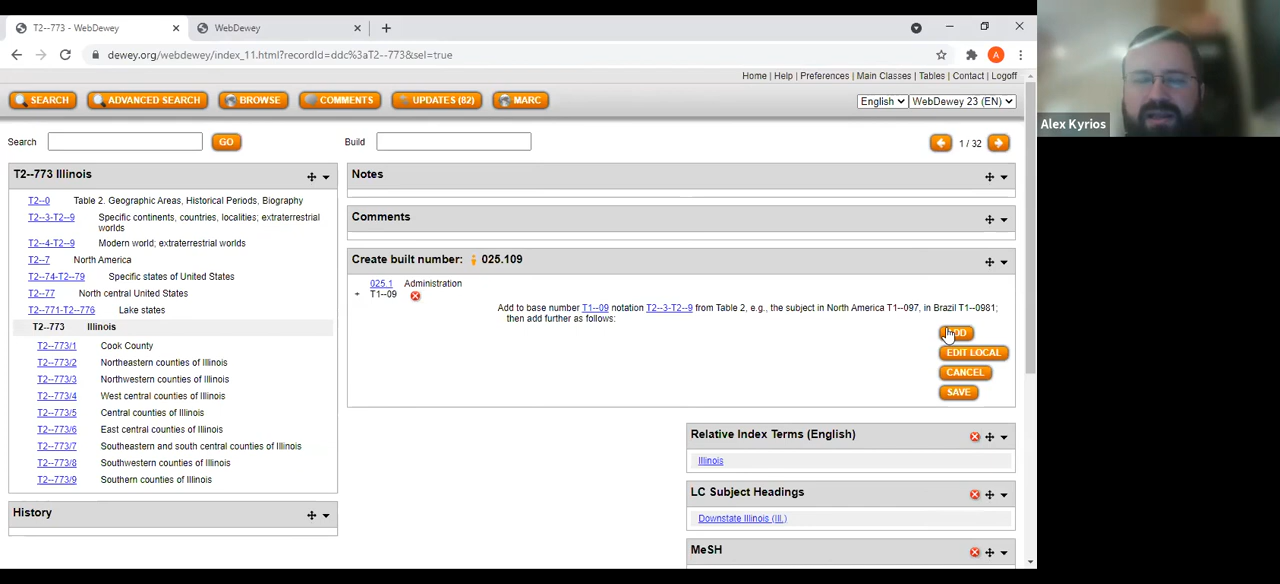 T2--773 - WebDewey
WebDewey
dewey.org/webdewey/index_11.html?recordId=ddc%3aT2--773&sel=true
A
Alex Kyrios
Home | Help | Preferences | Main Classes | Tables | Contact | Logoff
SEARCH ADVANCED SEARCH BROWSE COMMENTS UPDATES (82) MARC English WebDewey 23 (EN)
Search GO Build 1 / 32
T2--773 Illinois
T2--0 Table 2. Geographic Areas, Historical Periods, Biography
T2--3-T2--9 Specific continents, countries, localities; extraterrestrial
worlds
T2--4-T2--9 Modern world; extraterrestrial worlds
T2--7 North America
T2--74-T2--79 Specific states of United States
T2--77 North central United States
T2--771-T2--776 Lake states
T2--773 Illinois
T2--773/1 Cook County
T2--773/2 Northeastern counties of Illinois
T2--773/3 Northwestern counties of Illinois
T2--773/4 West central counties of Illinois
T2--773/5 Central counties of Illinois
T2--773/6 East central counties of Illinois
T2--773/7 Southeastern and south central counties of Illinois
T2--773/8 Southwestern counties of Illinois
T2--773/9 Southern counties of Illinois
History
Notes
Comments
Create built number: 025.109
025.1 Administration
+ T1--09
Add to base number T1--09 notation T2--3-T2--9 from Table 2, e.g., the subject in North America T1--097, in Brazil T1--0981;
then add further as follows:
EDIT LOCAL
CANCEL
SAVE
Relative Index Terms (English)
Illinois
LC Subject Headings
Downstate Illinois (Ill.)
MeSH